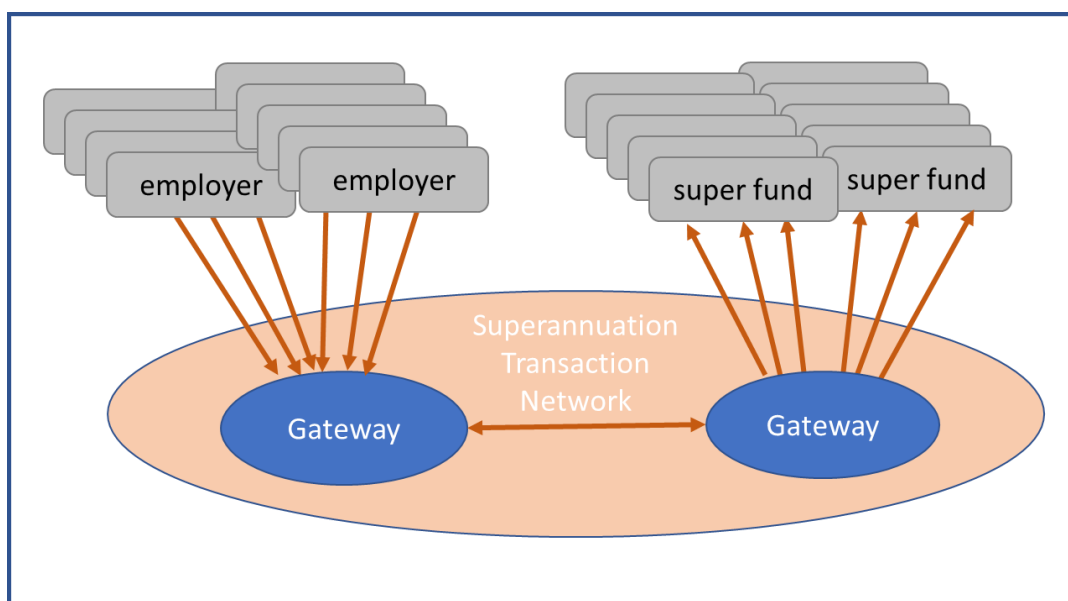 employer
employer
super fund
super fund
Superannuation
Transaction
Network
Gateway
Gateway